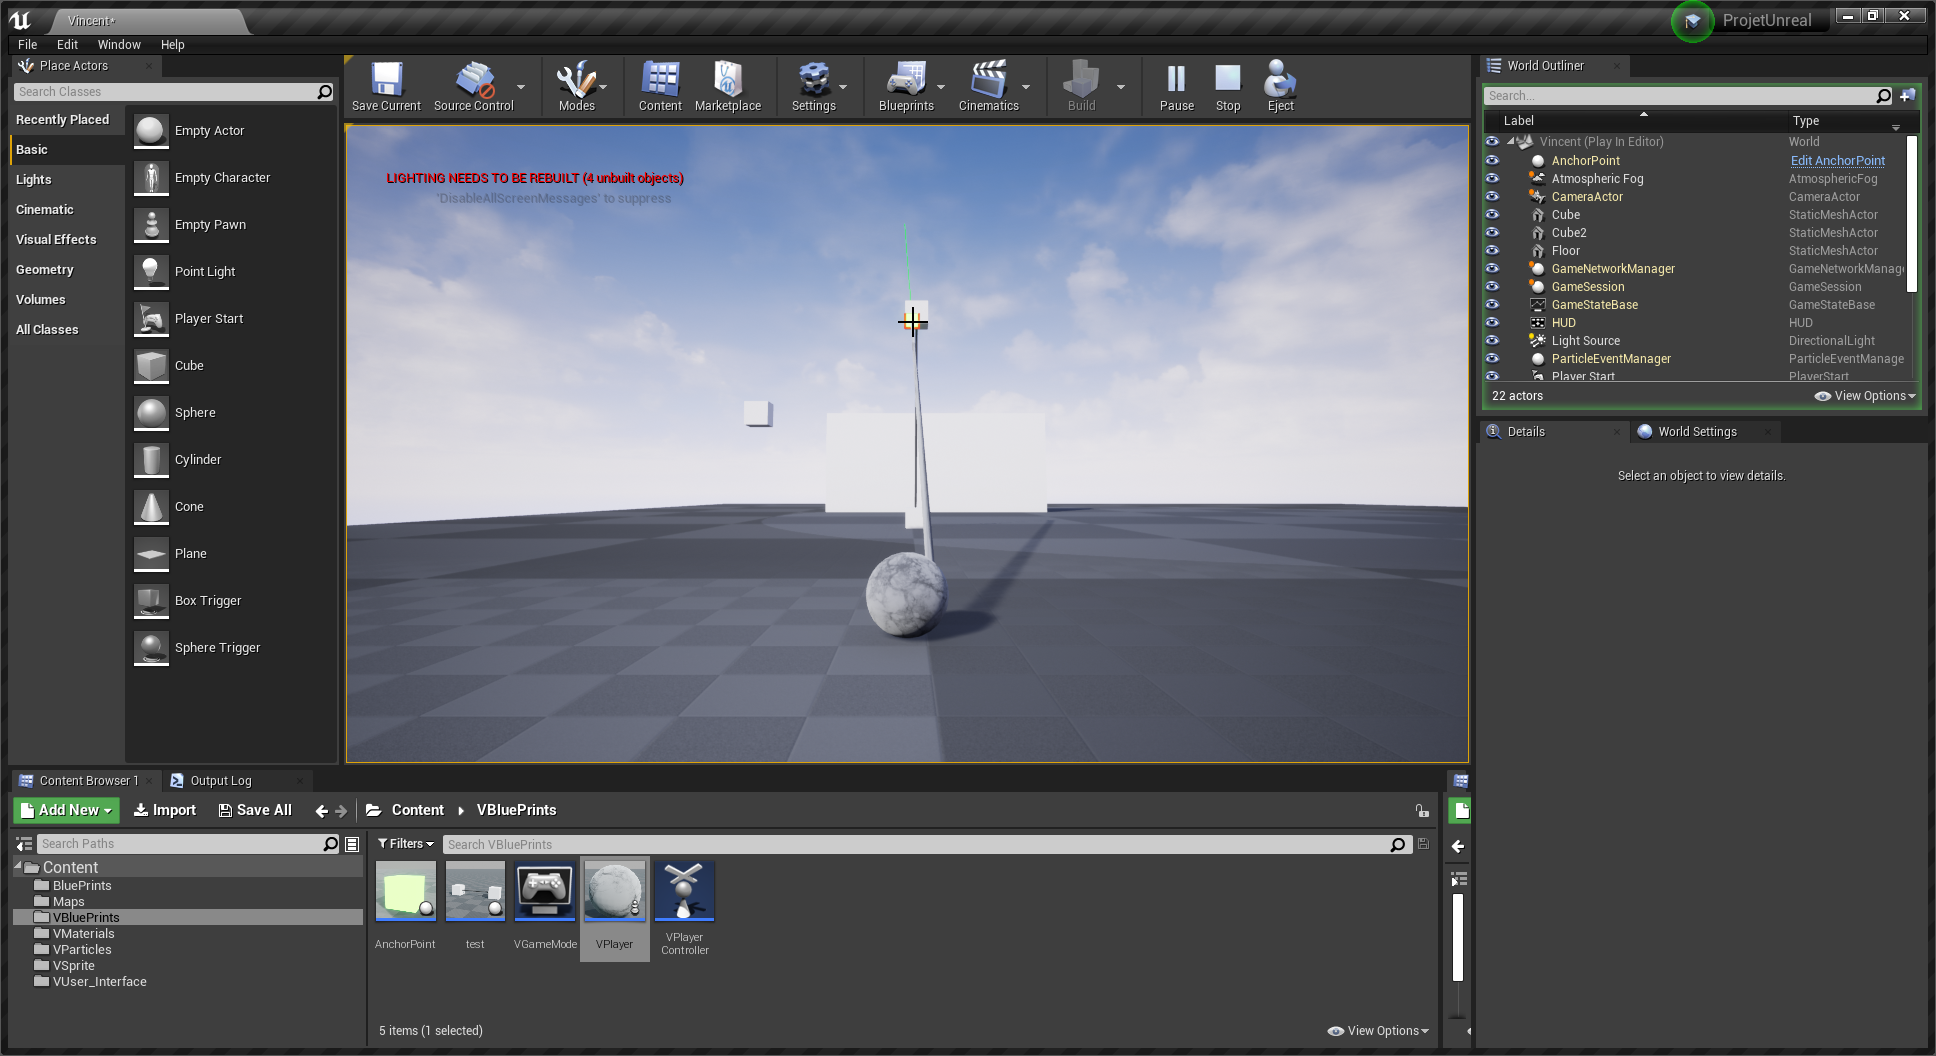 Vincent*
ProjetUnreal
File Edit Window Help
Place Actors
Search Classes
Recently Placed
Basic
Lights
Cinematic
Visual Effects
Geometry
Volumes
All Classes
Empty Actor
Empty Character
Empty Pawn
Point Light
Player Start
Cube
Sphere
Cylinder
Cone
Plane
Box Trigger
Sphere Trigger
Save Current Source Control Modes Content Marketplace Settings Blueprints Cinematics Build Pause Stop Eject
LIGHTING NEEDS TO BE REBUILT (4 unbuilt objects)
'DisableAllScreenMessages' to suppress
World Outliner
Search...
Label Type
Vincent (Play In Editor) World
AnchorPoint Edit AnchorPoint
Atmospheric Fog AtmosphericFog
CameraActor CameraActor
Cube StaticMeshActor
Cube2 StaticMeshActor
Floor StaticMeshActor
GameNetworkManager GameNetworkManage
GameSession GameSession
GameStateBase GameStateBase
HUD HUD
Light Source DirectionalLight
ParticleEventManager ParticleEventManage
Player Start PlayerStart
22 actors View Options
Details World Settings
Select an object to view details.
Content Browser 1 Output Log
Add New Import Save All Content VBluePrints
Search Paths
Filters Search VBluePrints
Content
BluePrints
Maps
VBluePrints
VMaterials
VParticles
VSprite
VUser_Interface
AnchorPoint test VGameMode VPlayer VPlayer
Controller
5 items (1 selected) View Options